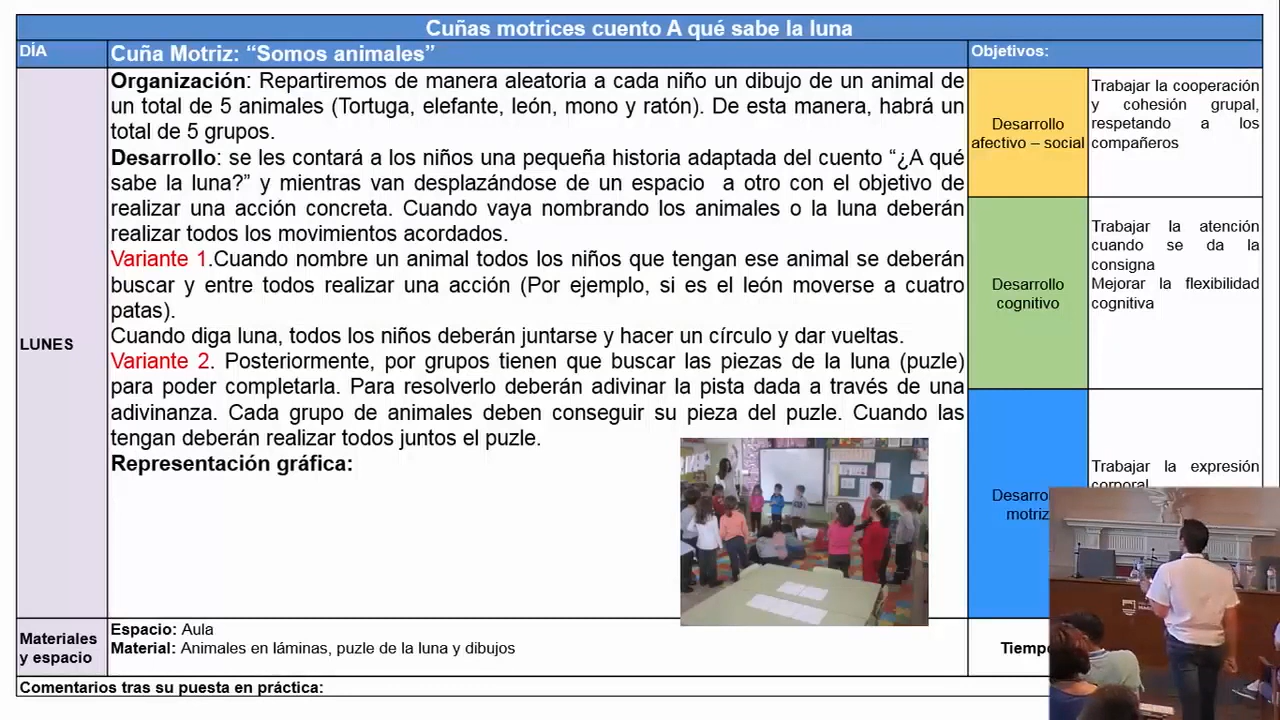 Cuñas motrices cuento A qué sabe la luna
DÍA
Cuña Motriz: “Somos animales”
Objetivos:
LUNES
Organización: Repartiremos de manera aleatoria a cada niño un dibujo de un animal de
un total de 5 animales (Tortuga, elefante, león, mono y ratón). De esta manera, habrá un
total de 5 grupos.
Desarrollo: se les contará a los niños una pequeña historia adaptada del cuento “¿A qué
sabe la luna?” y mientras van desplazándose de un espacio a otro con el objetivo de
realizar una acción concreta. Cuando vaya nombrando los animales o la luna deberán
realizar todos los movimientos acordados.
Variante 1.Cuando nombre un animal todos los niños que tengan ese animal se deberán
buscar y entre todos realizar una acción (Por ejemplo, si es el león moverse a cuatro
patas).
Cuando diga luna, todos los niños deberán juntarse y hacer un círculo y dar vueltas.
Variante 2. Posteriormente, por grupos tienen que buscar las piezas de la luna (puzle)
para poder completarla. Para resolverlo deberán adivinar la pista dada a través de una
adivinanza. Cada grupo de animales deben conseguir su pieza del puzle. Cuando las
tengan deberán realizar todos juntos el puzle.
Representación gráfica:
Desarrollo
afectivo – social
Trabajar la cooperación
y cohesión grupal,
respetando a los
compañeros
Desarrollo
cognitivo
Trabajar la atención
cuando se da la
consigna
Mejorar la flexibilidad
cognitiva
Desarro
motriz
Trabajar la expresión
corporal
Materiales
y espacio
Espacio: Aula
Material: Animales en láminas, puzle de la luna y dibujos
Tiempo
Comentarios tras su puesta en práctica: